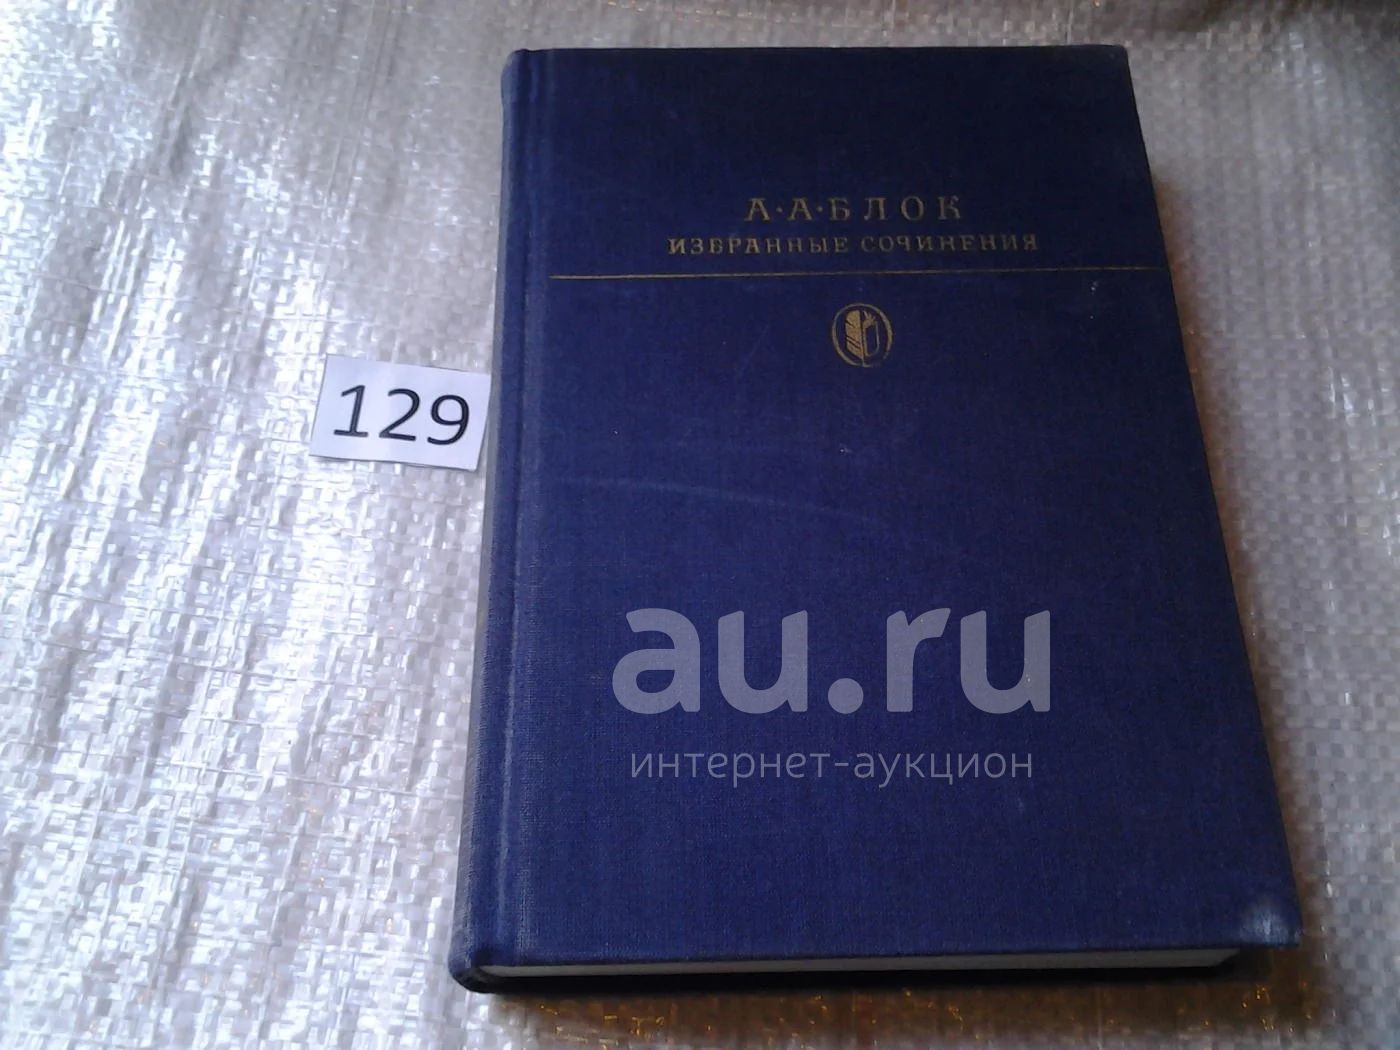 А·А·БЛОК
ИЗБРАННЫЕ СОЧИНЕНИЯ
129
au.ru
интернет-аукцион